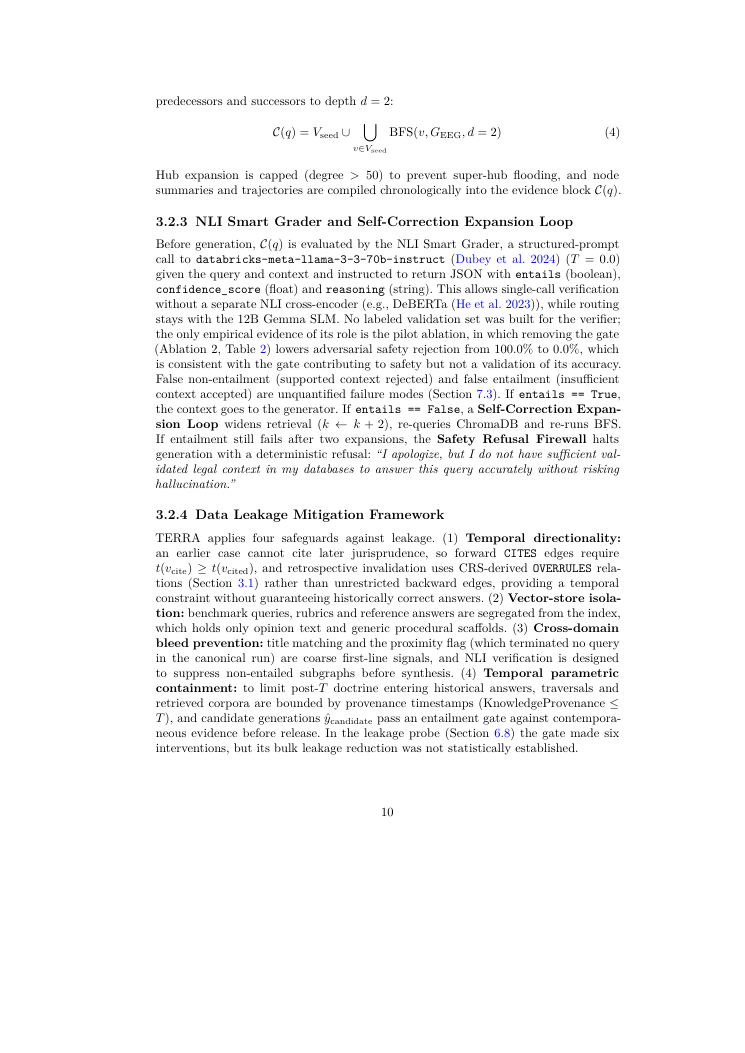 predecessors and successors to depth d = 2:
C(q) = V_seed ∪ ⋃_{v∈V_seed} BFS(v, G_EEG, d = 2) (4)
Hub expansion is capped (degree > 50) to prevent super-hub flooding, and node
summaries and trajectories are compiled chronologically into the evidence block C(q).
3.2.3 NLI Smart Grader and Self-Correction Expansion Loop
Before generation, C(q) is evaluated by the NLI Smart Grader, a structured-prompt
call to databricks-meta-llama-3-3-70b-instruct (Dubey et al. 2024) (T = 0.0)
given the query and context and instructed to return JSON with entails (boolean),
confidence_score (float) and reasoning (string). This allows single-call verification
without a separate NLI cross-encoder (e.g., DeBERTa (He et al. 2023)), while routing
stays with the 12B Gemma SLM. No labeled validation set was built for the verifier;
the only empirical evidence of its role is the pilot ablation, in which removing the gate
(Ablation 2, Table 2) lowers adversarial safety rejection from 100.0% to 0.0%, which
is consistent with the gate contributing to safety but not a validation of its accuracy.
False non-entailment (supported context rejected) and false entailment (insufficient
context accepted) are unquantified failure modes (Section 7.3). If entails == True,
the context goes to the generator. If entails == False, a Self-Correction Expan-
sion Loop widens retrieval (k ← k + 2), re-queries ChromaDB and re-runs BFS.
If entailment still fails after two expansions, the Safety Refusal Firewall halts
generation with a deterministic refusal: “I apologize, but I do not have sufficient val-
idated legal context in my databases to answer this query accurately without risking
hallucination.”
3.2.4 Data Leakage Mitigation Framework
TERRA applies four safeguards against leakage. (1) Temporal directionality:
an earlier case cannot cite later jurisprudence, so forward CITES edges require
t(v_cite) ≥ t(v_cited), and retrospective invalidation uses CRS-derived OVERRULES rela-
tions (Section 3.1) rather than unrestricted backward edges, providing a temporal
constraint without guaranteeing historically correct answers. (2) Vector-store isola-
tion: benchmark queries, rubrics and reference answers are segregated from the index,
which holds only opinion text and generic procedural scaffolds. (3) Cross-domain
bleed prevention: title matching and the proximity flag (which terminated no query
in the canonical run) are coarse first-line signals, and NLI verification is designed
to suppress non-entailed subgraphs before synthesis. (4) Temporal parametric
containment: to limit post-T doctrine entering historical answers, traversals and
retrieved corpora are bounded by provenance timestamps (KnowledgeProvenance ≤
T), and candidate generations ŷ_candidate pass an entailment gate against contempora-
neous evidence before release. In the leakage probe (Section 6.8) the gate made six
interventions, but its bulk leakage reduction was not statistically established.
10